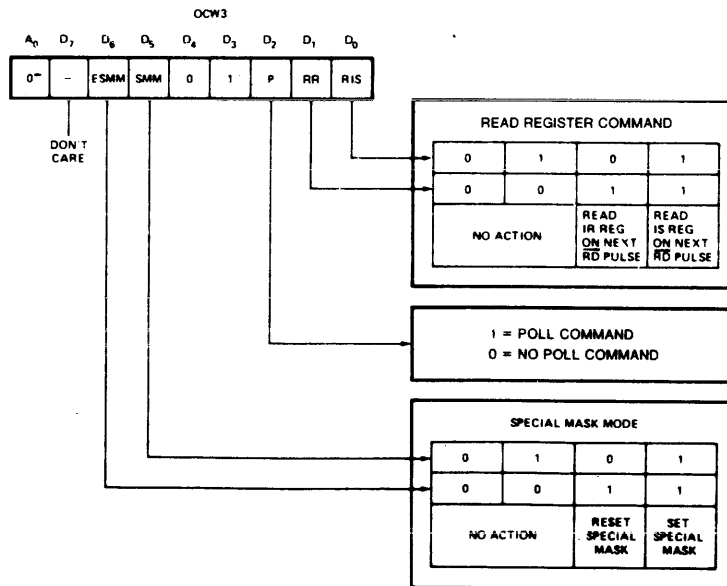 OCW3
A0 D7 D6 D5 D4 D3 D2 D1 D0
0 – ESMM SMM 0 1 P RR RIS
DON'T
CARE
READ REGISTER COMMAND
0 1 0 1
0 0 1 1
NO ACTION
READ
IR REG
ON NEXT
RD PULSE
READ
IS REG
ON NEXT
RD PULSE
1 = POLL COMMAND
0 = NO POLL COMMAND
SPECIAL MASK MODE
0 1 0 1
0 0 1 1
NO ACTION
RESET
SPECIAL
MASK
SET
SPECIAL
MASK